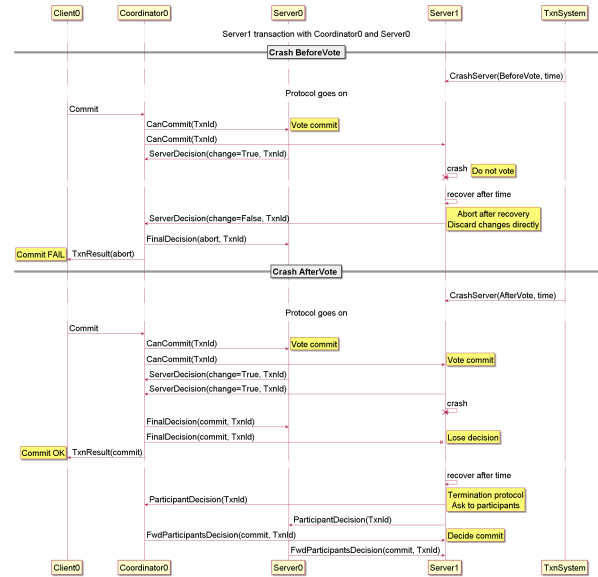 Client0 Coordinator0 Server0 Server1 TxnSystem
Server1 transaction with Coordinator0 and Server0
Crash BeforeVote
CrashServer(BeforeVote, time)
Protocol goes on
Commit
CanCommit(TxnId) Vote commit
CanCommit(TxnId)
ServerDecision(change=True, TxnId)
crash Do not vote
recover after time
ServerDecision(change=False, TxnId) Abort after recovery
Discard changes directly
FinalDecision(abort, TxnId)
Commit FAIL TxnResult(abort)
Crash AfterVote
CrashServer(AfterVote, time)
Protocol goes on
Commit
CanCommit(TxnId) Vote commit
CanCommit(TxnId) Vote commit
ServerDecision(change=True, TxnId)
ServerDecision(change=True, TxnId)
crash
FinalDecision(commit, TxnId)
FinalDecision(commit, TxnId) Lose decision
Commit OK TxnResult(commit)
recover after time
ParticipantDecision(TxnId) Termination protocol
Ask to participants
ParticipantDecision(TxnId)
FwdParticipantsDecision(commit, TxnId) Decide commit
FwdParticipantsDecision(commit, TxnId)
Client0 Coordinator0 Server0 Server1 TxnSystem